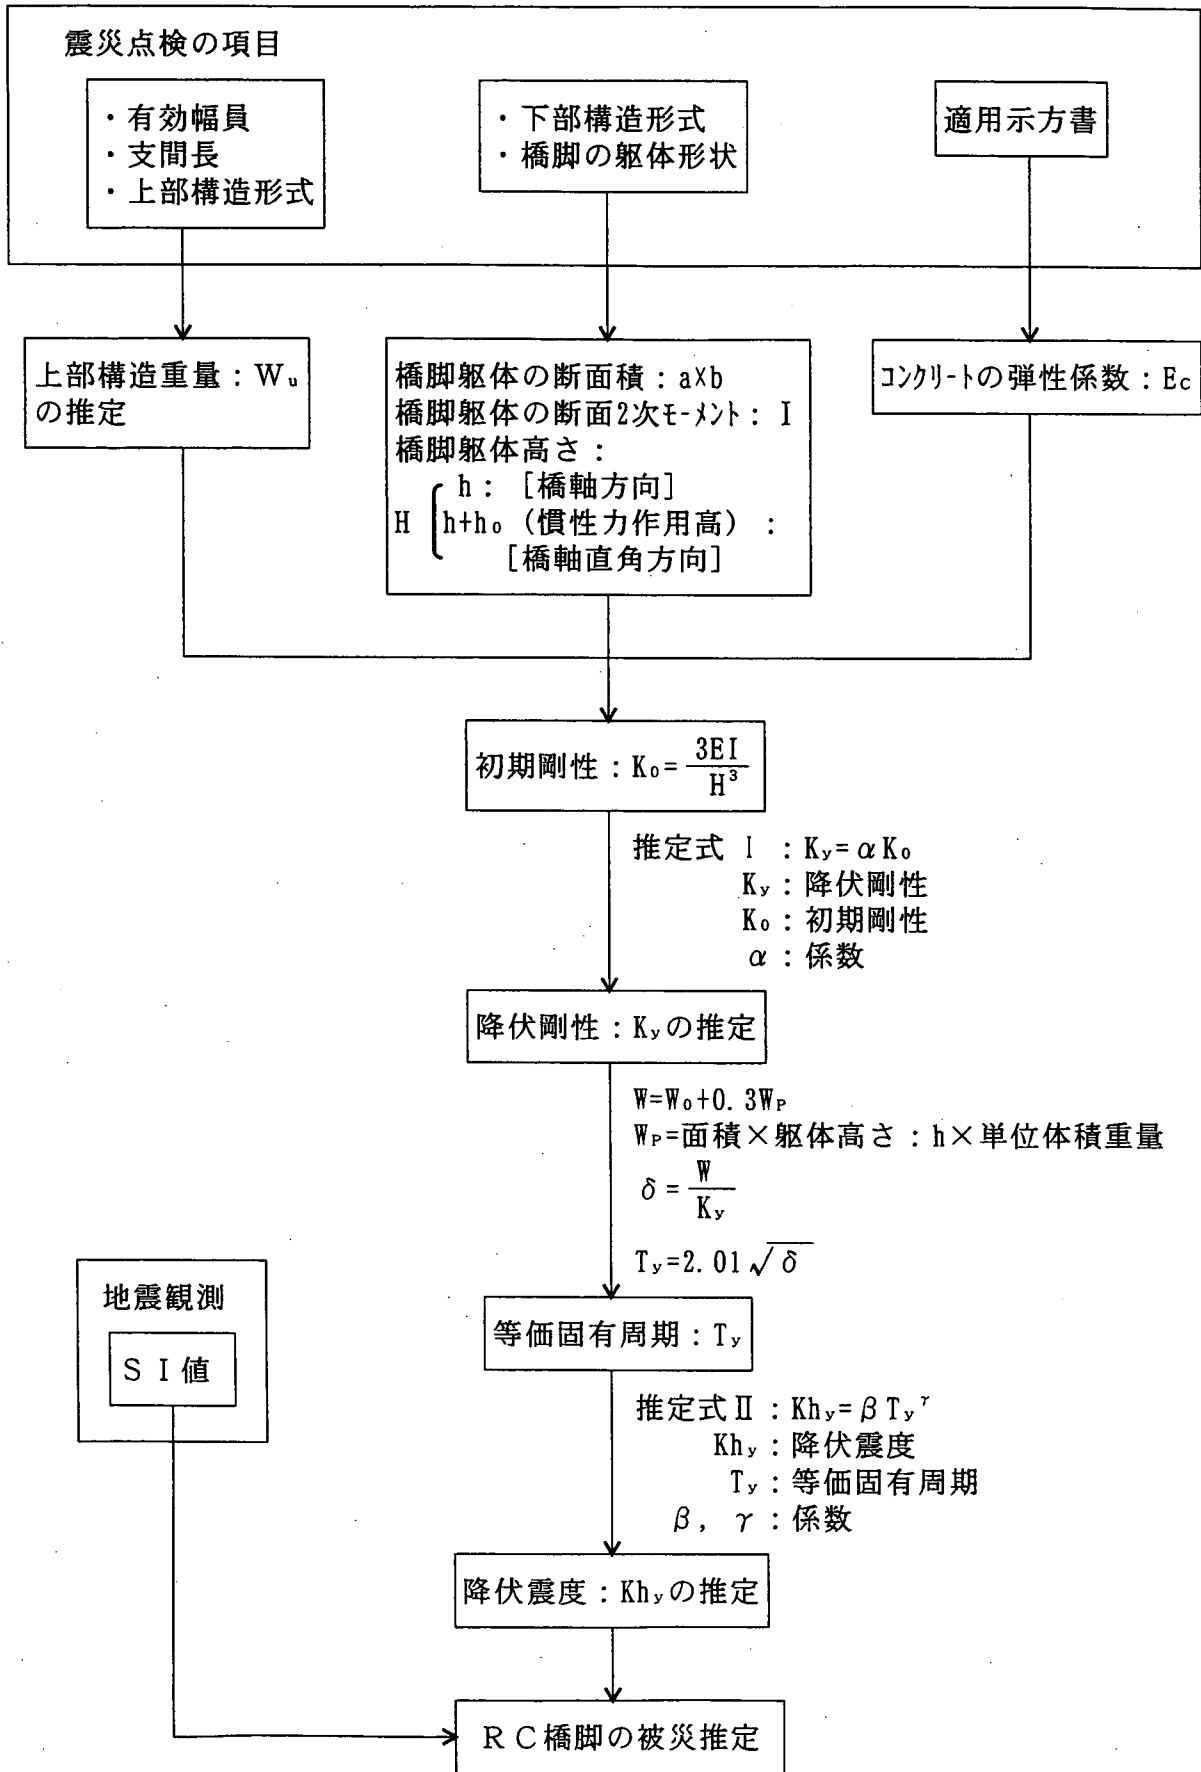 震災点検の項目
・有効幅員
・支間長
・上部構造形式
・下部構造形式
・橋脚の躯体形状
適用示方書
上部構造重量：Wu
の推定
橋脚躯体の断面積：a×b
橋脚躯体の断面2次モーメント： I
橋脚躯体高さ：
h： [橋軸方向]
H { h+h₀ (慣性力作用高) ：
[橋軸直角方向]
コンクリートの弾性係数：Ec
初期剛性：K₀= 3EI / H³
推定式 Ⅰ ：Ky=αK₀
Ky：降伏剛性
K₀：初期剛性
α：係数
降伏剛性：Kyの推定
W=W₀+0.3WP
WP=面積×躯体高さ：h×単位体積重量
δ= W / Ky
Ty=2.01√δ
地震観測
ＳＩ値
等価固有周期：Ty
推定式Ⅱ：Khy=βTy^γ
Khy：降伏震度
Ty：等価固有周期
β, γ：係数
降伏震度：Khyの推定
ＲＣ橋脚の被災推定